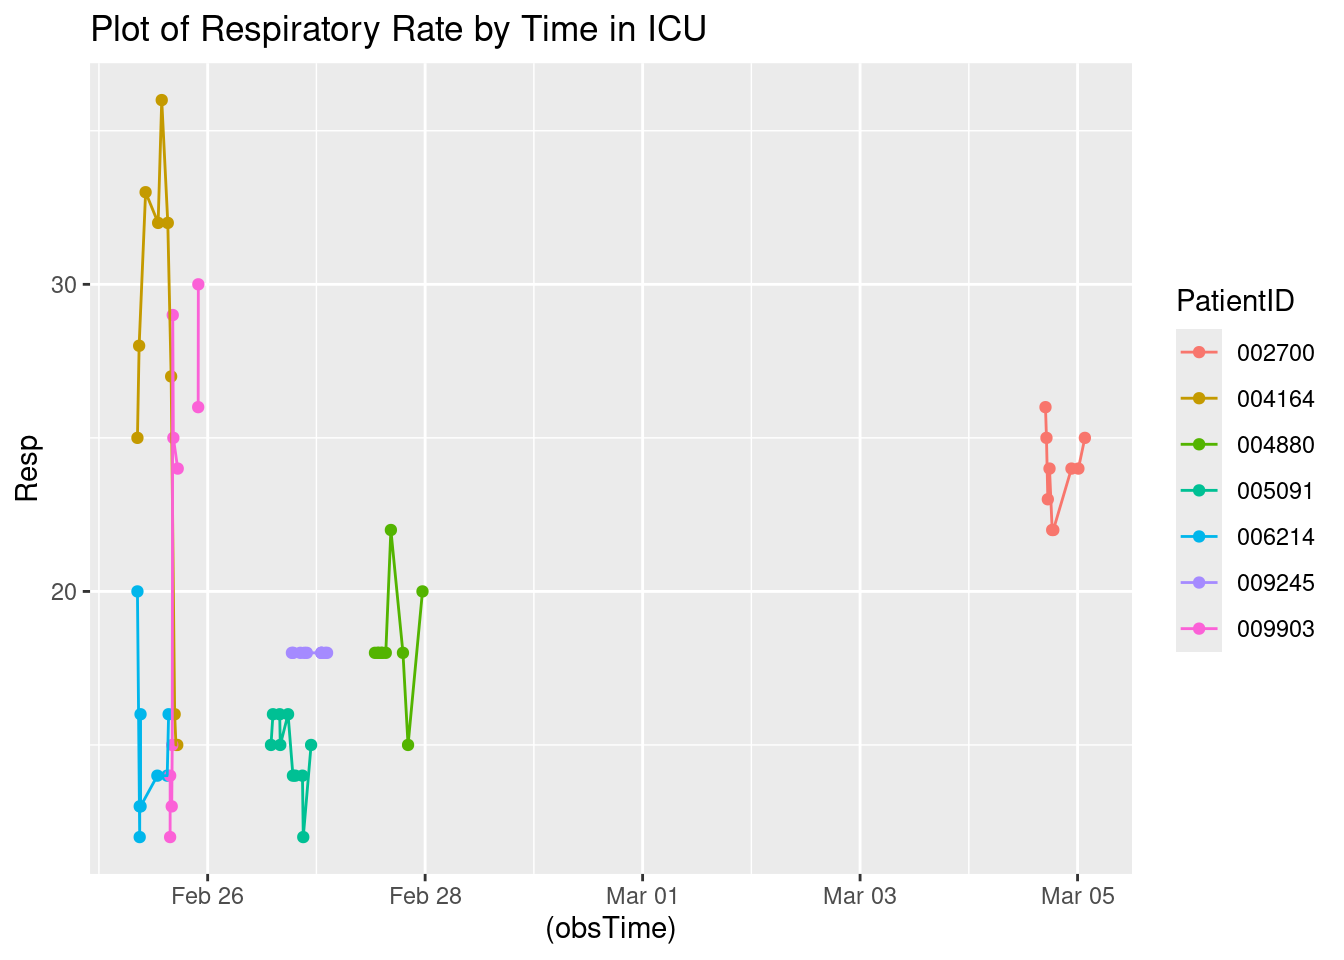 Plot of Respiratory Rate by Time in ICU
Resp
30
20
Feb 26
Feb 28
Mar 01
Mar 03
Mar 05
(obsTime)
PatientID
002700
004164
004880
005091
006214
009245
009903